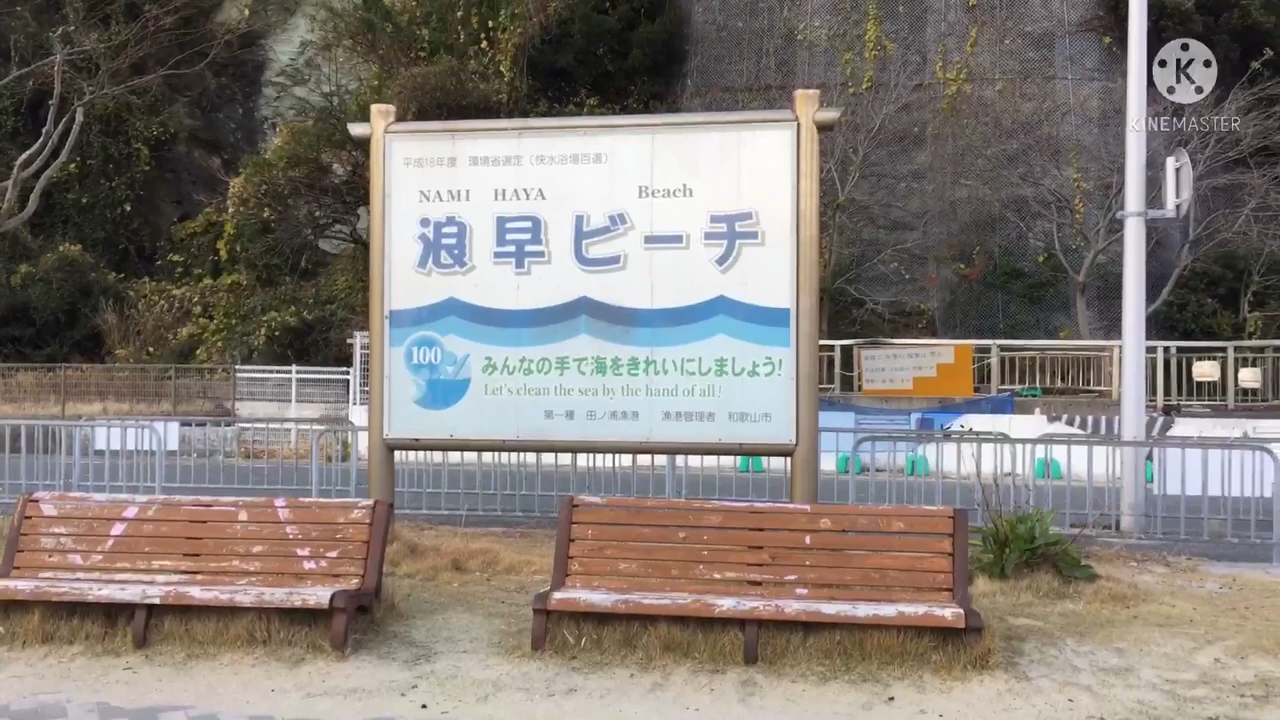 平成18年度 環境省選定(快水浴場百選)
NAMI HAYA Beach
浪早ビーチ
100
みんなの手で海をきれいにしましょう!
Let's clean the sea by the hand of all!
第一種 田ノ浦漁港 漁港管理者 和歌山市
K
KINEMASTER